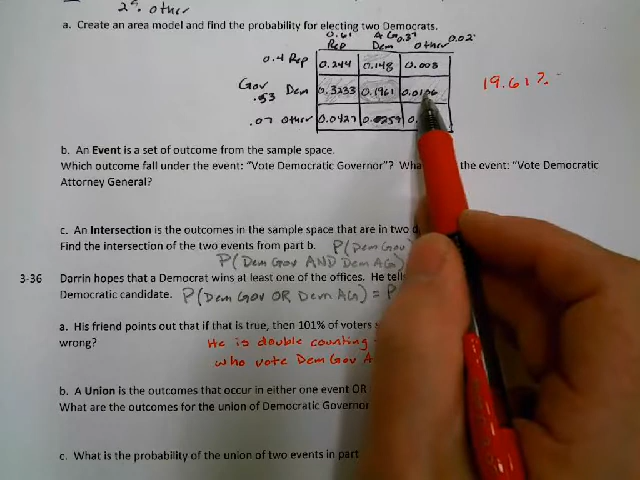 2% other
a. Create an area model and find the probability for electing two Democrats.
0.61 AG 0.37 0.02
Rep Dem Other
0.4 Rep 0.244 0.148 0.008
Gov .53 Dem 0.3233 0.1961 0.0106
19.61%
.07 Other 0.0427 0.0259 0.
b. An Event is a set of outcome from the sample space.
Which outcome fall under the event: "Vote Democratic Governor"? the event: "Vote Democratic
Attorney General?
c. An Intersection is the outcomes in the sample space that are in two
Find the intersection of the two events from part b. P(Dem Gov
P(Dem Gov AND Dem AG)
3-36 Darrin hopes that a Democrat wins at least one of the offices. He
Democratic candidate. P(Dem Gov OR Dem AG) = P
a. His friend points out that if that is true, then 101% of voters
wrong? He is double counting
who vote Dem Gov
b. A Union is the outcomes that occur in either one event OR
What are the outcomes for the union of Democratic Governor
c. What is the probability of the union of two events in part